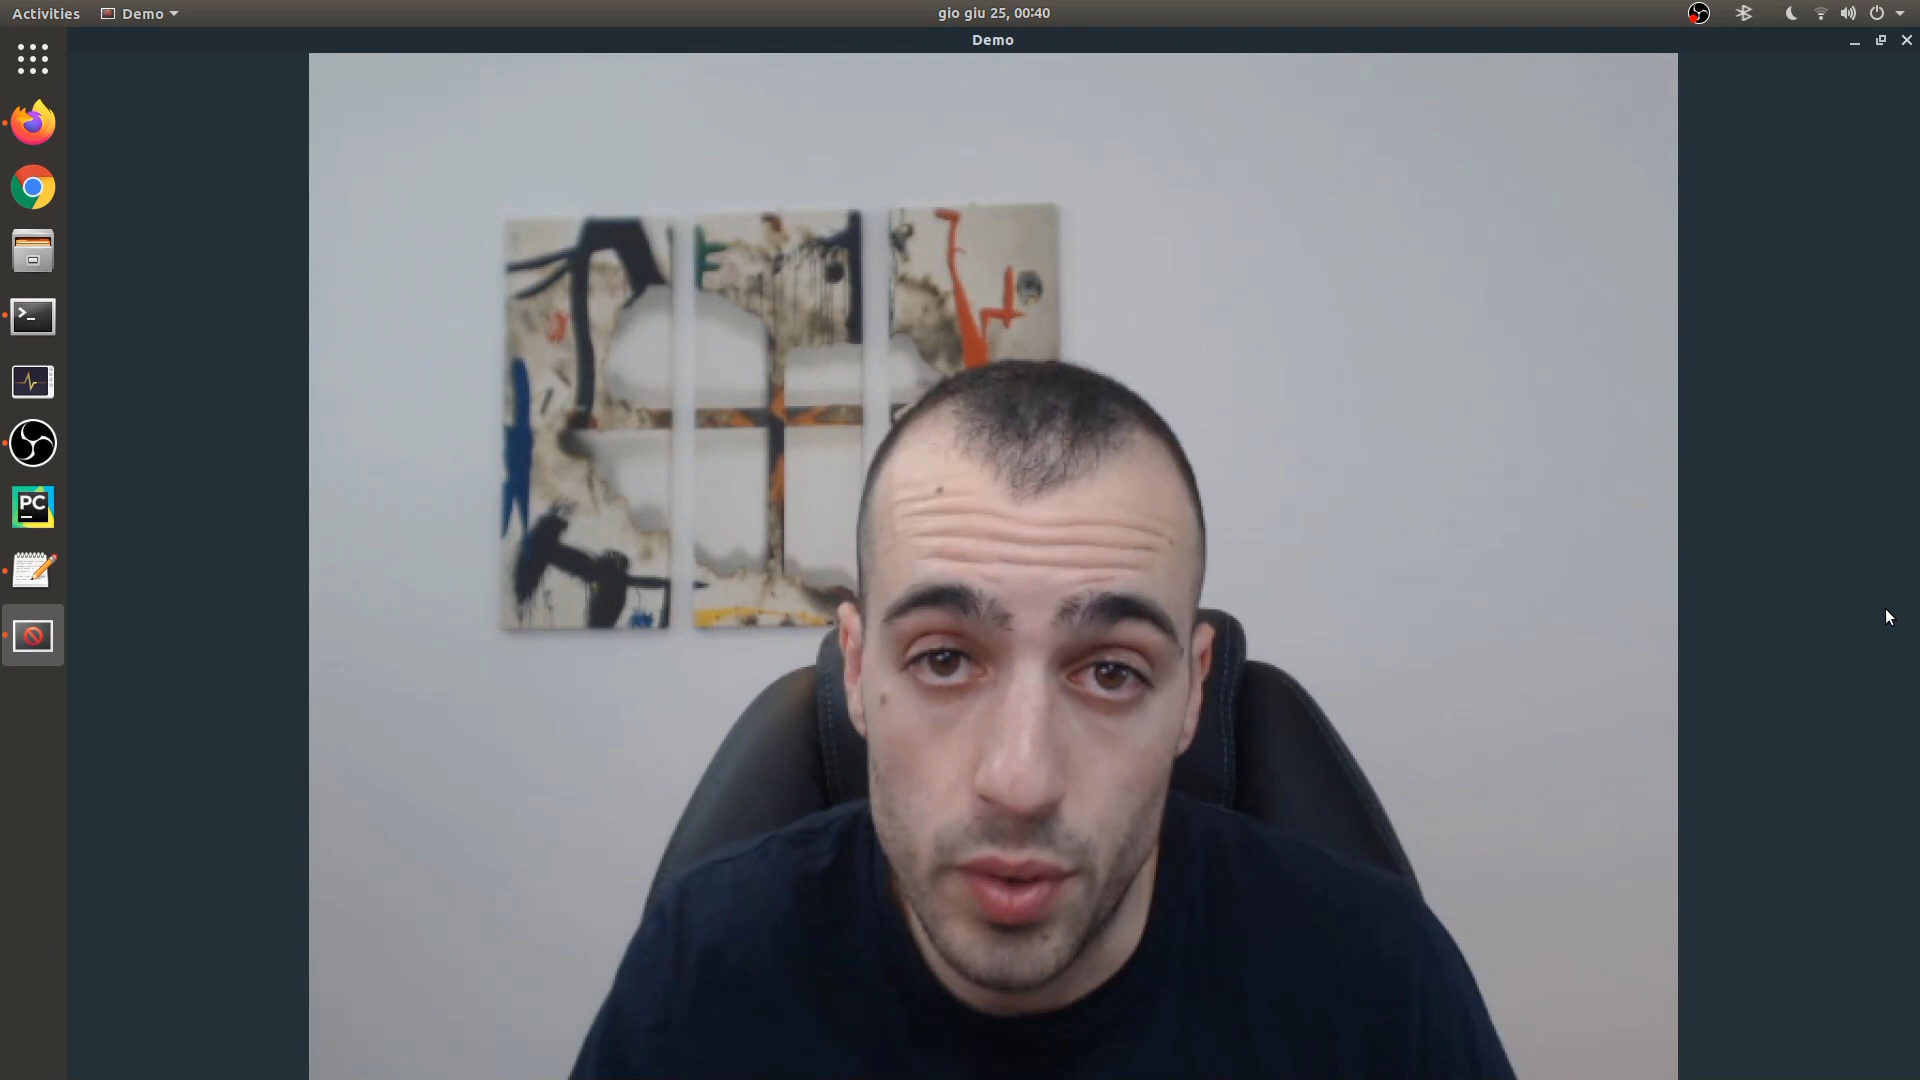 Activities
Demo
gio giu 25, 00:40
Demo
>_
PC